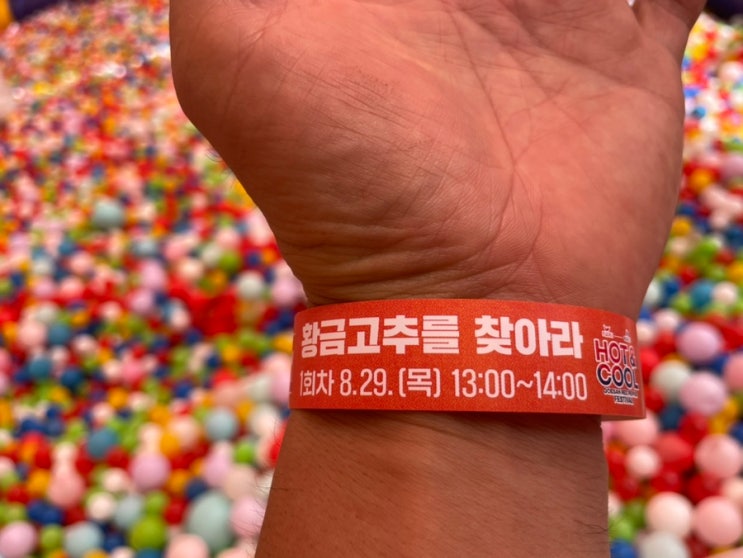 황금고추를 찾아라
1회차 8.29.(목) 13:00~14:00
HOT &
COOL
FESTIVAL